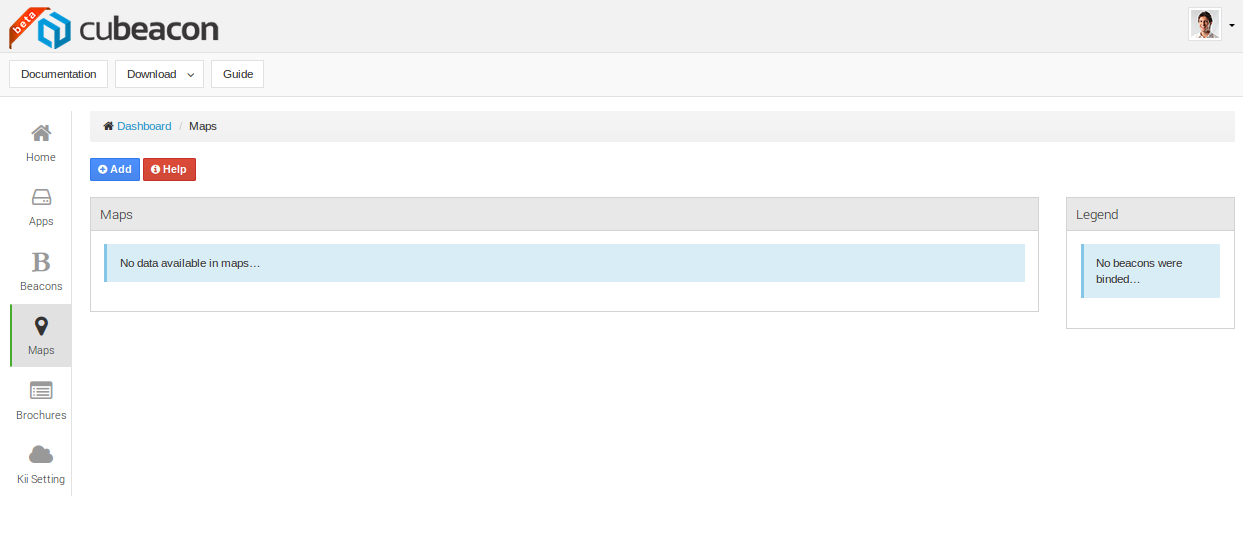 beta
cubeacon
Documentation
Download
Guide
Home
Apps
B
Beacons
Maps
Brochures
Kii Setting
Dashboard / Maps
Add
Help
Maps
No data available in maps…
Legend
No beacons were
binded…